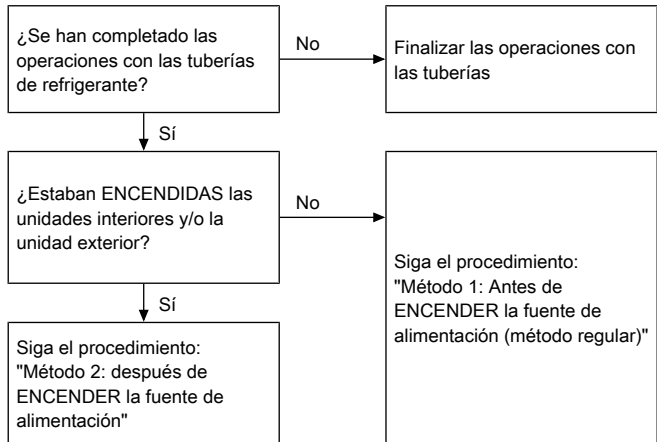 ¿Se han completado las
operaciones con las tuberías
de refrigerante?
No
Finalizar las operaciones con
las tuberías
Sí
¿Estaban ENCENDIDAS las
unidades interiores y/o la
unidad exterior?
No
Siga el procedimiento:
"Método 1: Antes de
ENCENDER la fuente de
alimentación (método regular)"
Sí
Siga el procedimiento:
"Método 2: después de
ENCENDER la fuente de
alimentación"